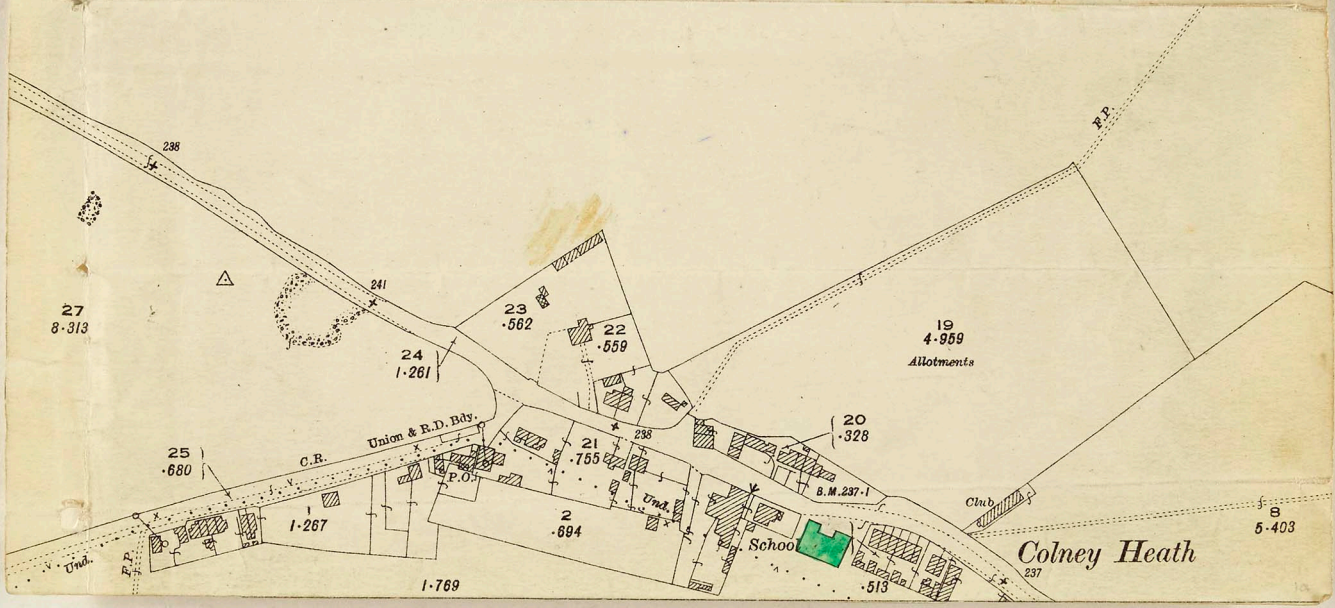 F.P.
238
241
27
8·313
23
·562
22
·559
19
4·959
Allotments
24
1·261
20
·328
238
Union & R.D. Bdy.
21
·755
25
·680
C.R.
P.O.
B.M.237·1
Club
Und.
1
1·267
2
·694
8
5·403
School
Colney Heath
Und.
F.P.
237
1·769
·513